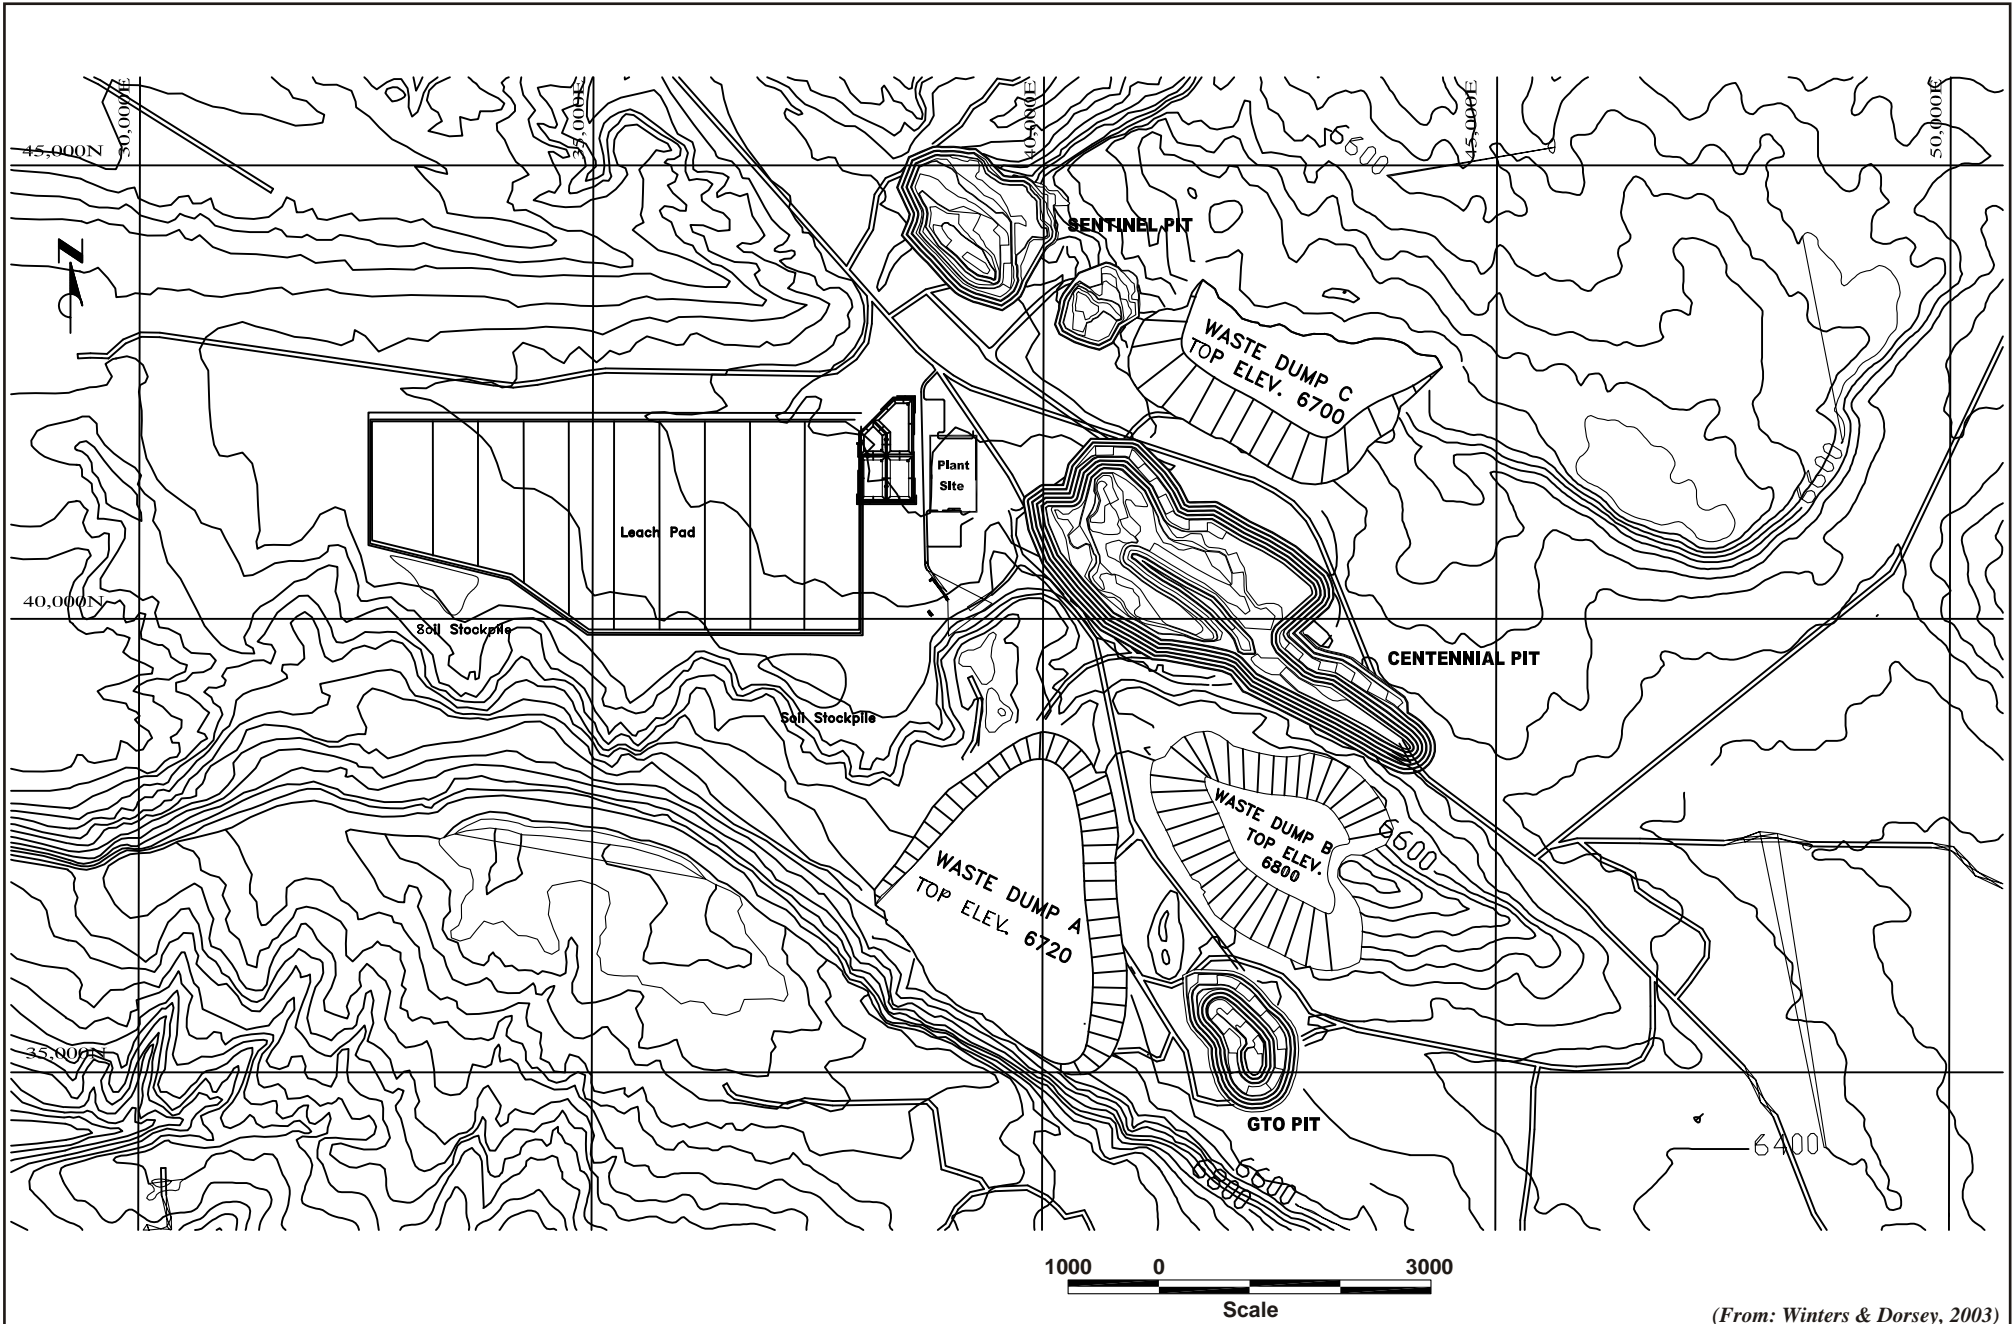 30,000E
35,000E
40,000E
45,000E
50,000E
45,000N
6600
N
SENTINEL PIT
WASTE DUMP C
TOP ELEV. 6700
Plant
Site
Leach Pad
6600
40,000N
Soil Stockpile
CENTENNIAL PIT
Soil Stockpile
WASTE DUMP B
TOP ELEV.
6800
6600
WASTE DUMP A
TOP ELEV. 6720
35,000N
GTO PIT
6400
6600
6800
1000 0 3000
Scale
(From: Winters & Dorsey, 2003)